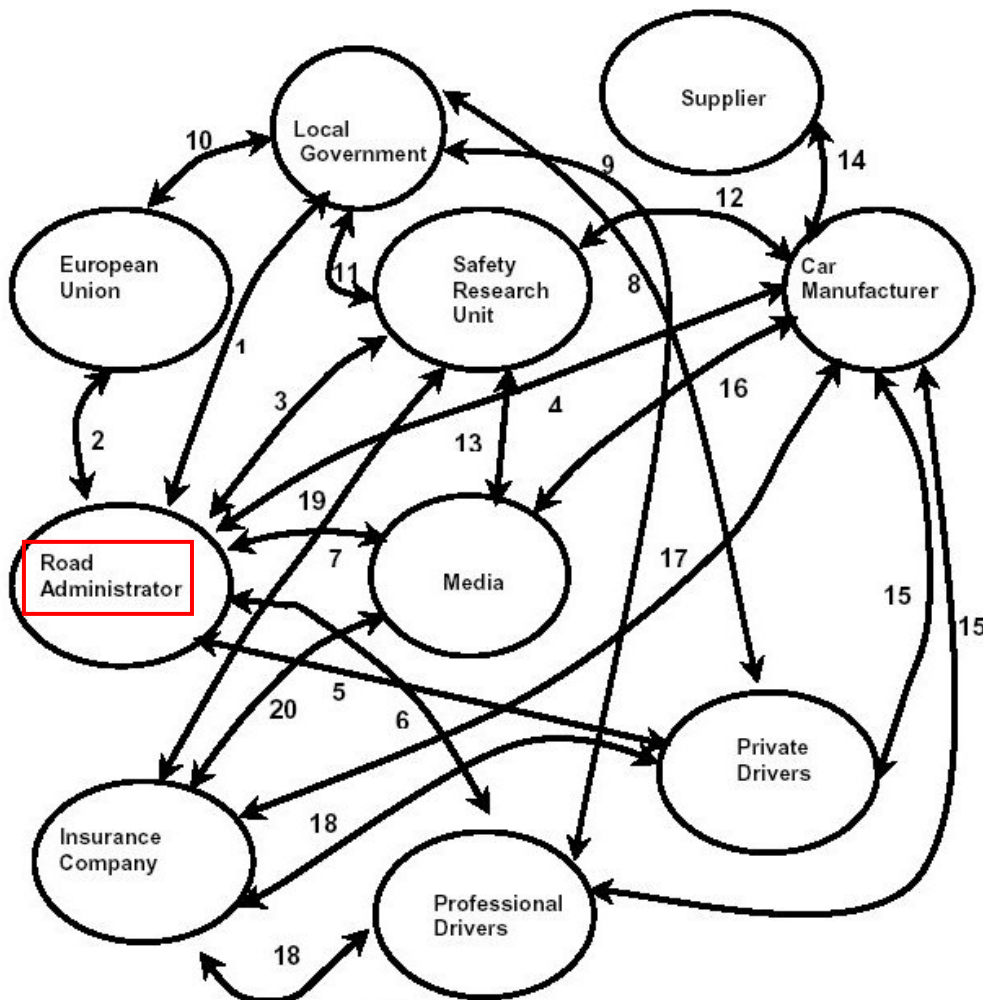 Supplier
Local
Government
10
9
14
12
European
Union
11
Safety
Research
Unit
Car
Manufacturer
8
1
3
4
16
2
13
19
7
17
Road
Administrator
Media
15
15
5
20
6
Private
Drivers
18
Insurance
Company
Professional
Drivers
18